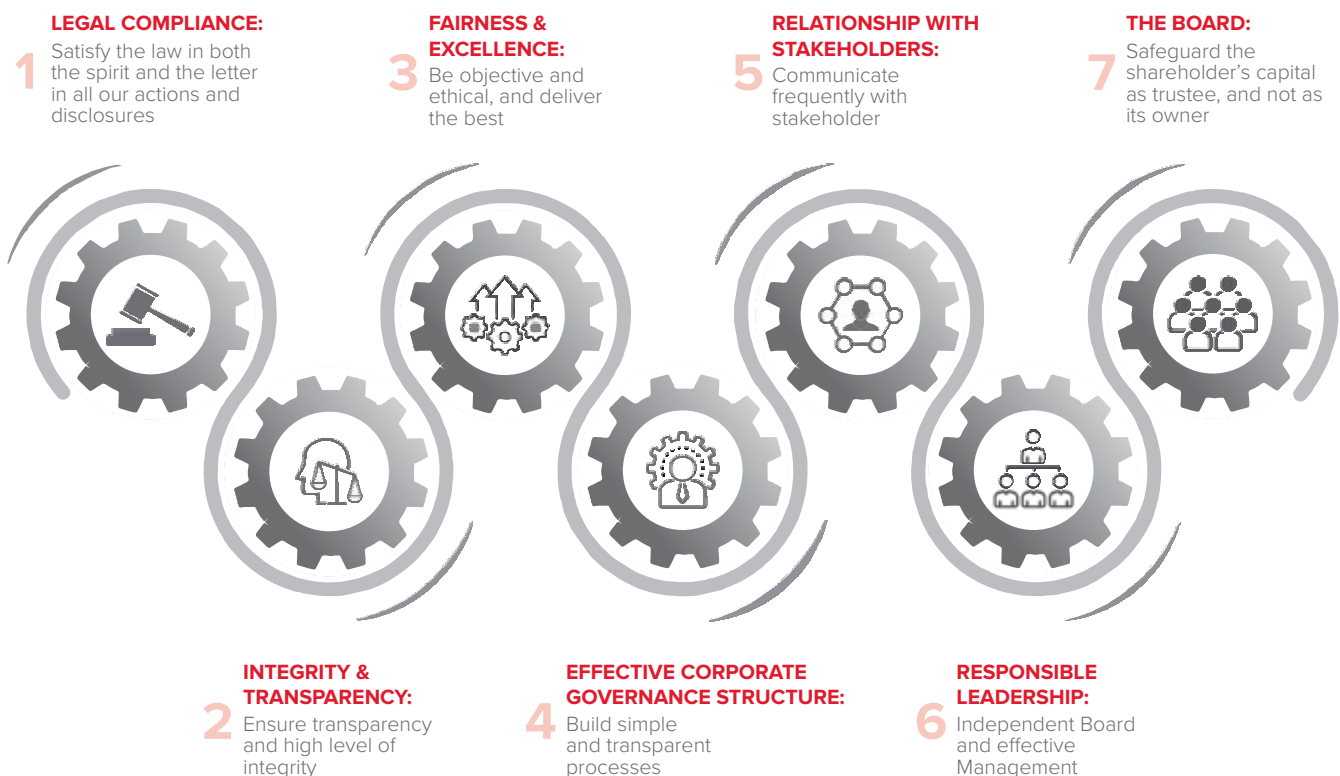 1
LEGAL COMPLIANCE:
Satisfy the law in both
the spirit and the letter
in all our actions and
disclosures
2
INTEGRITY &
TRANSPARENCY:
Ensure transparency
and high level of
integrity
3
FAIRNESS &
EXCELLENCE:
Be objective and
ethical, and deliver
the best
4
EFFECTIVE CORPORATE
GOVERNANCE STRUCTURE:
Build simple
and transparent
processes
5
RELATIONSHIP WITH
STAKEHOLDERS:
Communicate
frequently with
stakeholder
6
RESPONSIBLE
LEADERSHIP:
Independent Board
and effective
Management
7
THE BOARD:
Safeguard the
shareholder’s capital
as trustee, and not as
its owner